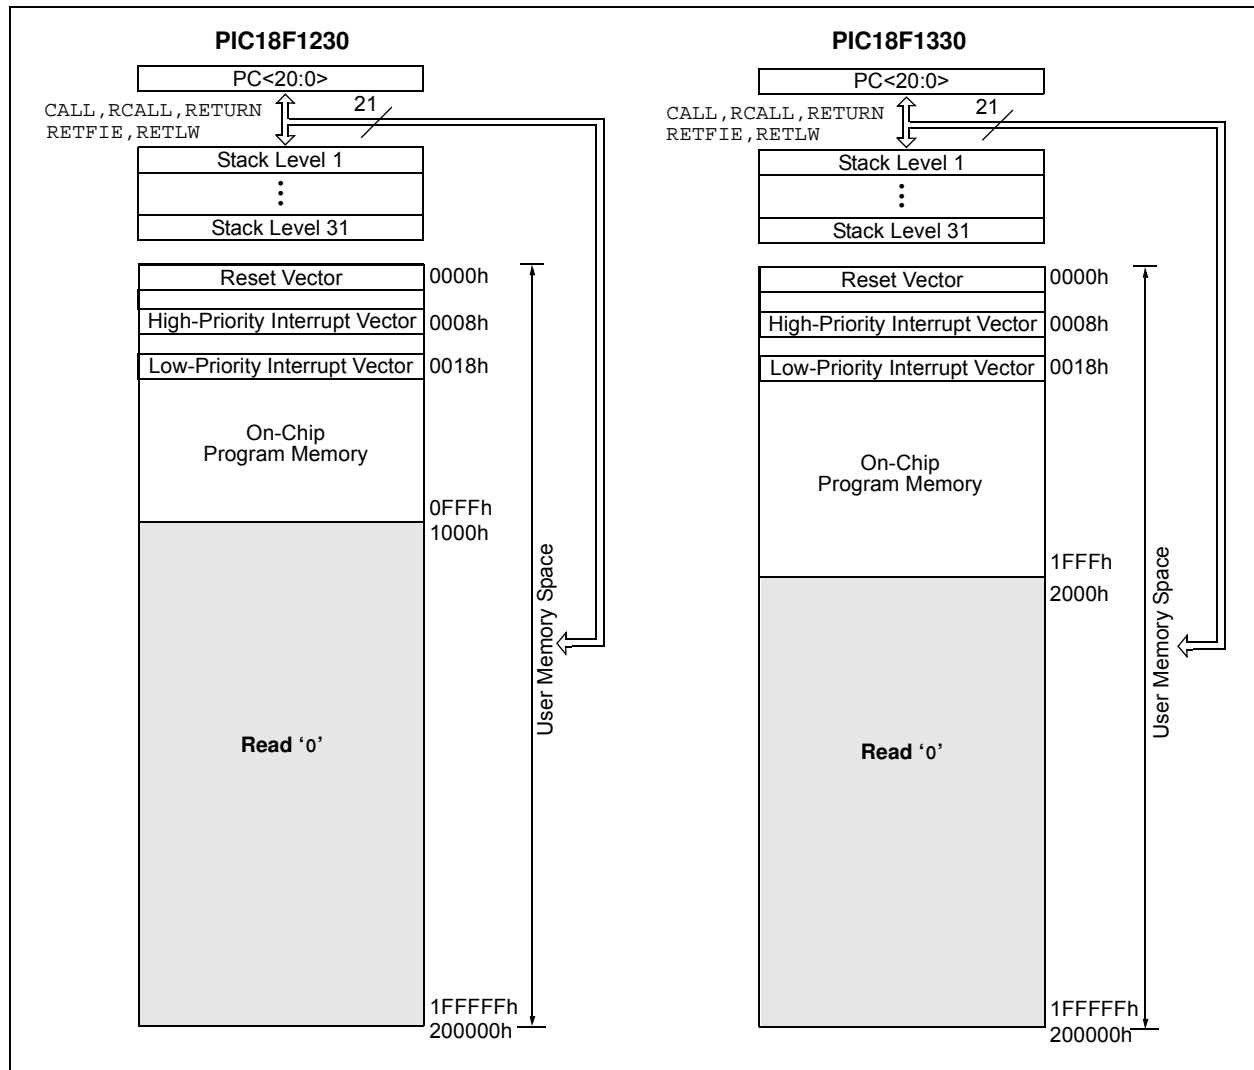 PIC18F1230
PC<20:0>
CALL,RCALL,RETURN
RETFIE,RETLW
21
Stack Level 1
Stack Level 31
Reset Vector
0000h
High-Priority Interrupt Vector
0008h
Low-Priority Interrupt Vector
0018h
On-Chip
Program Memory
0FFFh
1000h
User Memory Space
Read ‘0’
1FFFFFh
200000h
PIC18F1330
PC<20:0>
CALL,RCALL,RETURN
RETFIE,RETLW
21
Stack Level 1
Stack Level 31
Reset Vector
0000h
High-Priority Interrupt Vector
0008h
Low-Priority Interrupt Vector
0018h
On-Chip
Program Memory
1FFFh
2000h
User Memory Space
Read ‘0’
1FFFFFh
200000h